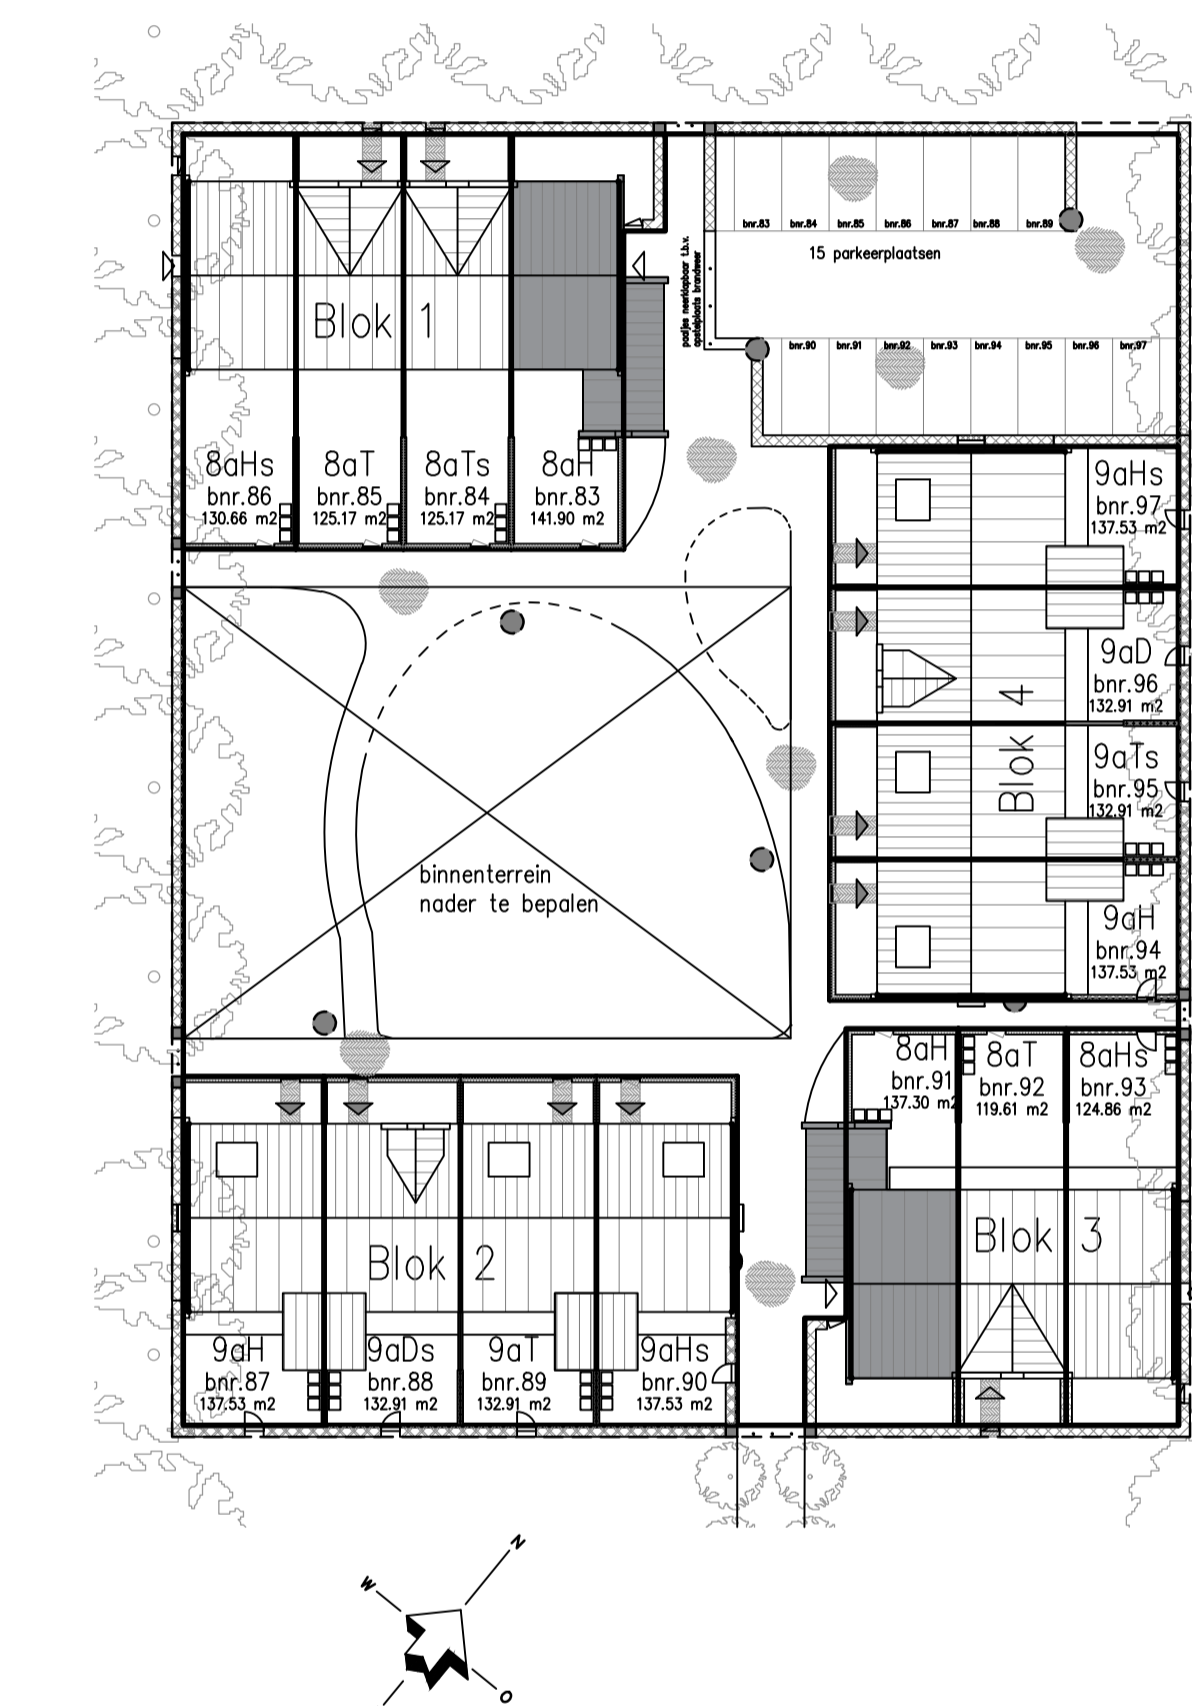 bnr.83 bnr.84 bnr.85 bnr.86 bnr.87 bnr.88 bnr.89
15 parkeerplaatsen
paaltjes neerklapbaar t.b.v.
opstelplaats brandweer
bnr.90 bnr.91 bnr.92 bnr.93 bnr.94 bnr.95 bnr.96 bnr.97
Blok 1
8aHs
bnr.86
130.66 m2
8aT
bnr.85
125.17 m2
8aTs
bnr.84
125.17 m2
8aH
bnr.83
141.90 m2
9aHs
bnr.97
137.53 m2
9aD
bnr.96
132.91 m2
Blok 4
9aTs
bnr.95
132.91 m2
9aH
bnr.94
137.53 m2
binnenterrein
nader te bepalen
8aH
bnr.91
137.30 m2
8aT
bnr.92
119.61 m2
8aHs
bnr.93
124.86 m2
Blok 3
Blok 2
9aH
bnr.87
137.53 m2
9aDs
bnr.88
132.91 m2
9aT
bnr.89
132.91 m2
9aHs
bnr.90
137.53 m2
N
W
O